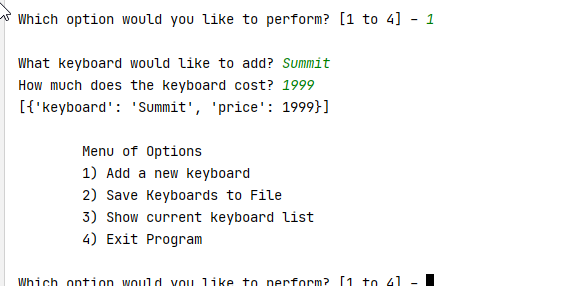 Which option would you like to perform? [1 to 4] - 1
What keyboard would like to add? Summit
How much does the keyboard cost? 1999
[{'keyboard': 'Summit', 'price': 1999}]
Menu of Options
1) Add a new keyboard
2) Save Keyboards to File
3) Show current keyboard list
4) Exit Program
Which option would you like to perform? [1 to 4] -